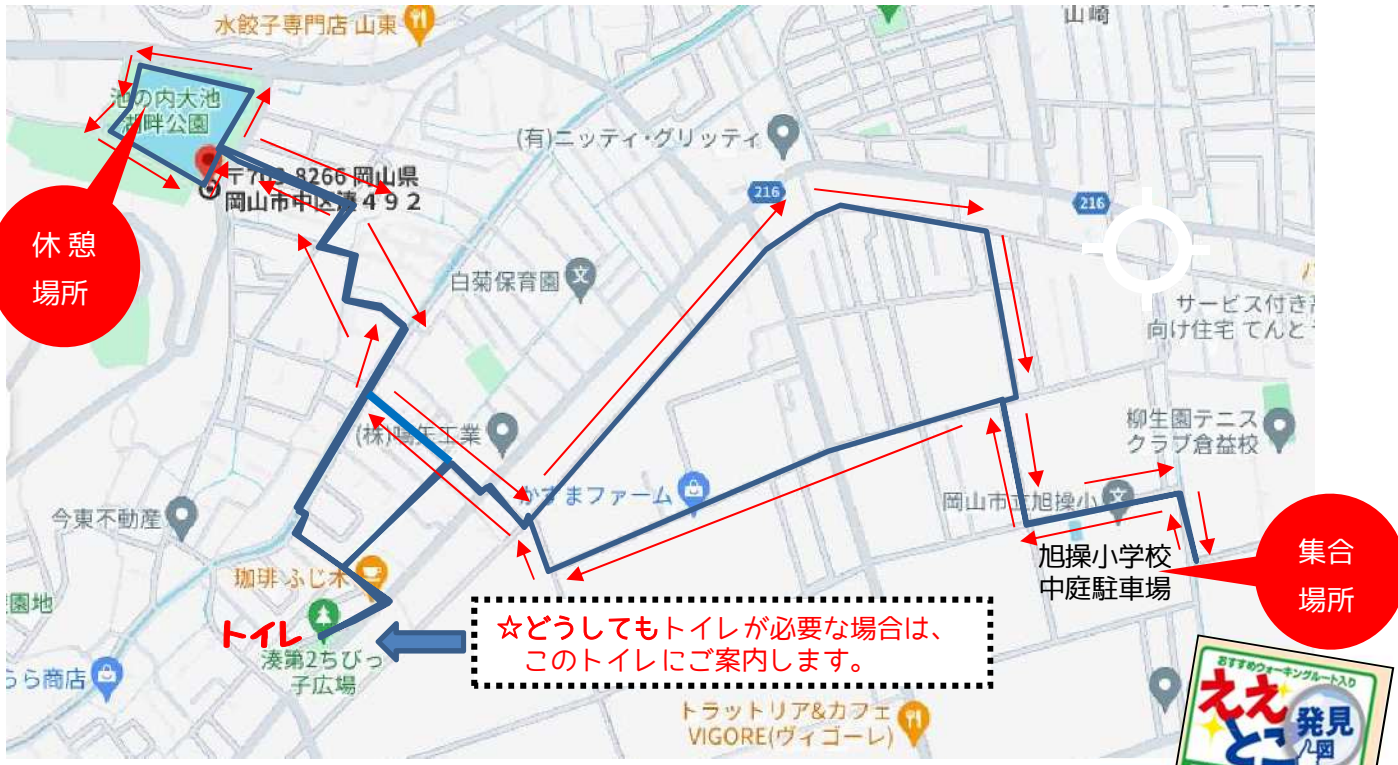 水餃子専門店 山東
山崎
池の内大池
湖畔公園
(有)ニッティ・グリッティ
岡山県
岡山市中区湊492
216
216
休憩
場所
白菊保育園
サービス付き
向け住宅 てんと
柳生園テニス
クラブ倉益校
かすまファーム
岡山市立旭操小
今東不動産
旭操小学校
中庭駐車場
集合
場所
珈琲 ふじ木
園地
トイレ
☆どうしてもトイレが必要な場合は、
このトイレにご案内します。
湊第2ちびっ
子広場
らら商店
トラットリア&カフェ
VIGORE(ヴィゴーレ)
おすすめウォーキングルート入り
ええ
とこ
発見
図